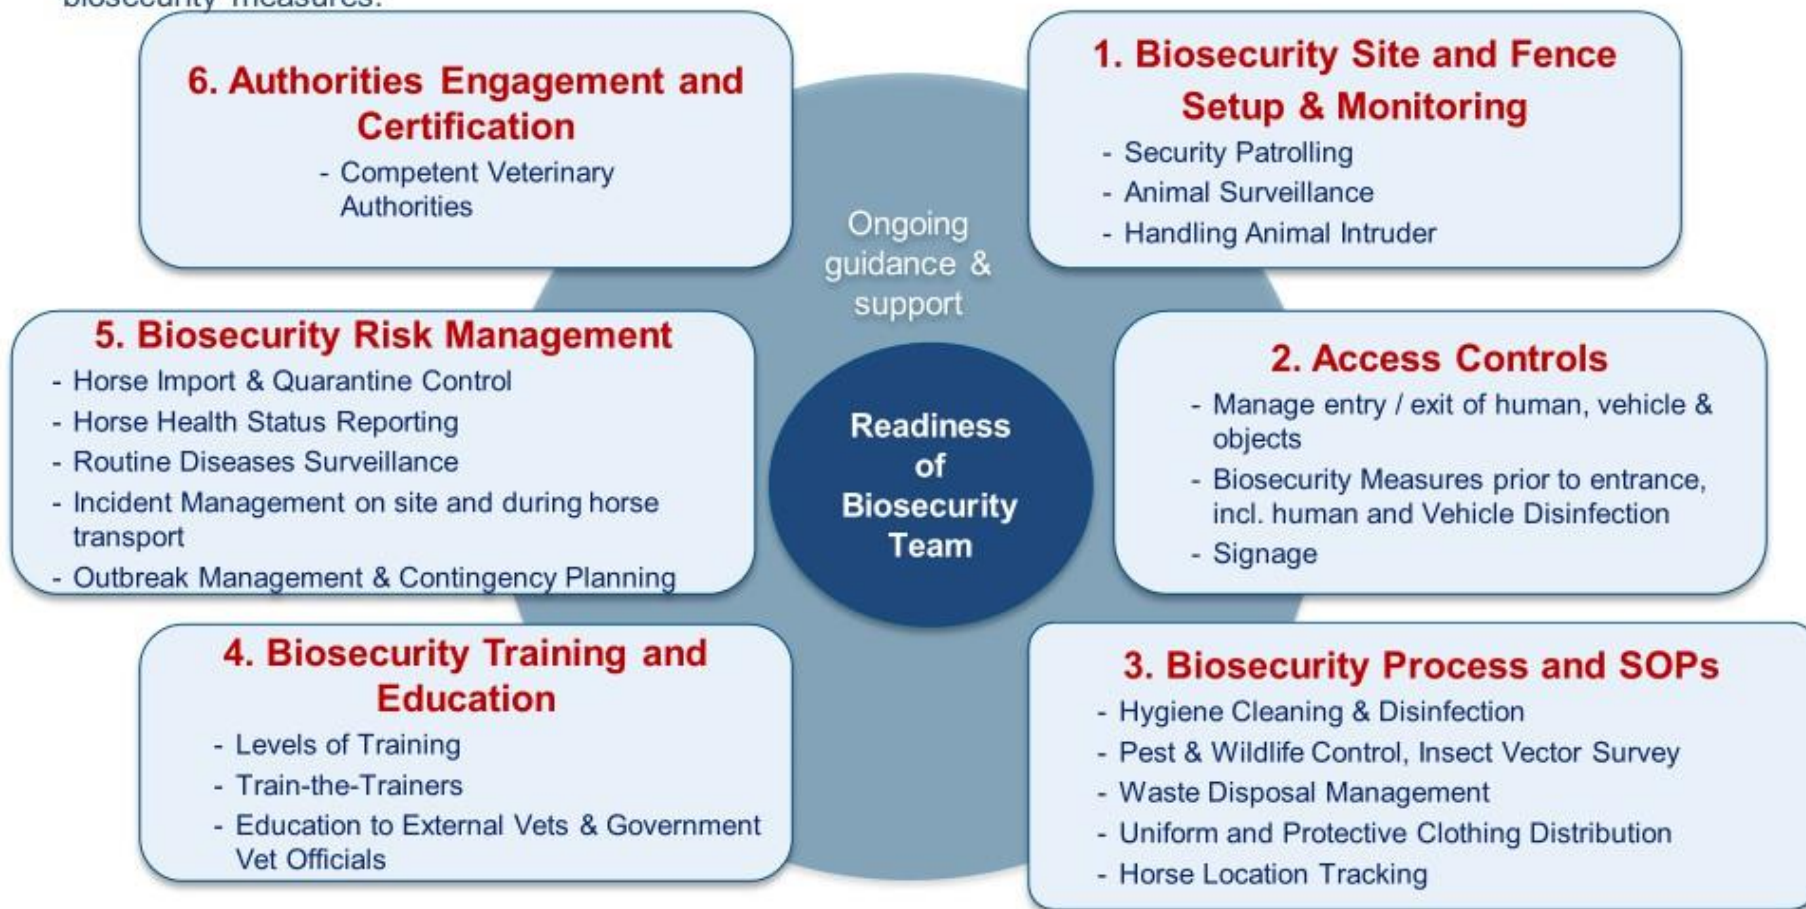 biosecurity measures.
6. Authorities Engagement and
Certification
- Competent Veterinary
Authorities
1. Biosecurity Site and Fence
Setup & Monitoring
- Security Patrolling
- Animal Surveillance
- Handling Animal Intruder
Ongoing
guidance &
support
5. Biosecurity Risk Management
- Horse Import & Quarantine Control
- Horse Health Status Reporting
- Routine Diseases Surveillance
- Incident Management on site and during horse
transport
- Outbreak Management & Contingency Planning
Readiness
of
Biosecurity
Team
2. Access Controls
- Manage entry / exit of human, vehicle &
objects
- Biosecurity Measures prior to entrance,
incl. human and Vehicle Disinfection
- Signage
4. Biosecurity Training and
Education
- Levels of Training
- Train-the-Trainers
- Education to External Vets & Government
Vet Officials
3. Biosecurity Process and SOPs
- Hygiene Cleaning & Disinfection
- Pest & Wildlife Control, Insect Vector Survey
- Waste Disposal Management
- Uniform and Protective Clothing Distribution
- Horse Location Tracking